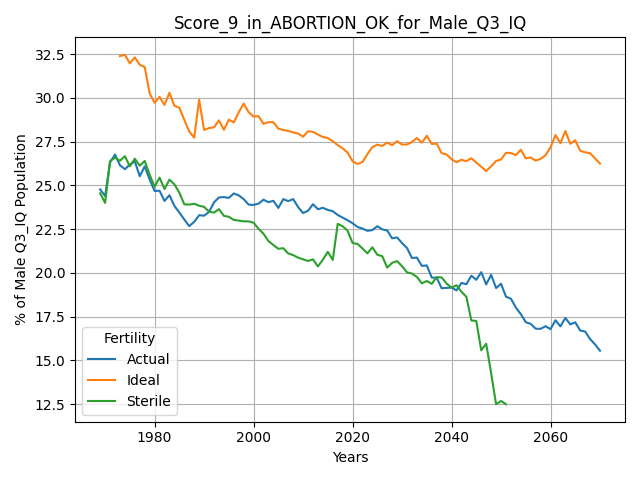 Score_9_in_ABORTION_OK_for_Male_Q3_IQ
% of Male Q3_IQ Population
32.5
30.0
27.5
25.0
22.5
20.0
17.5
15.0
12.5
Fertility
Actual
Ideal
Sterile
1980
2000
2020
2040
2060
Years